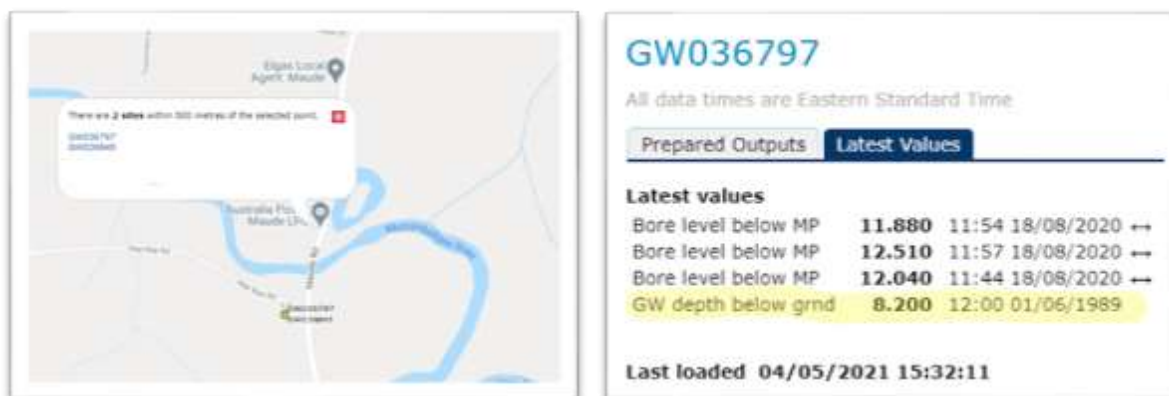 Elgas Local
Agent: Maude
There are 2 sites within 500 metres of the selected point.
GW036797
Australia Post
Maude
GW036797
GW036797
All data times are Eastern Standard Time
Prepared Outputs
Latest Values
Latest values
Bore level below MP 11.880 11:54 18/08/2020 ↔
Bore level below MP 12.510 11:57 18/08/2020 ↔
Bore level below MP 12.040 11:44 18/08/2020 ↔
GW depth below grnd 8.200 12:00 01/06/1989
Last loaded 04/05/2021 15:32:11